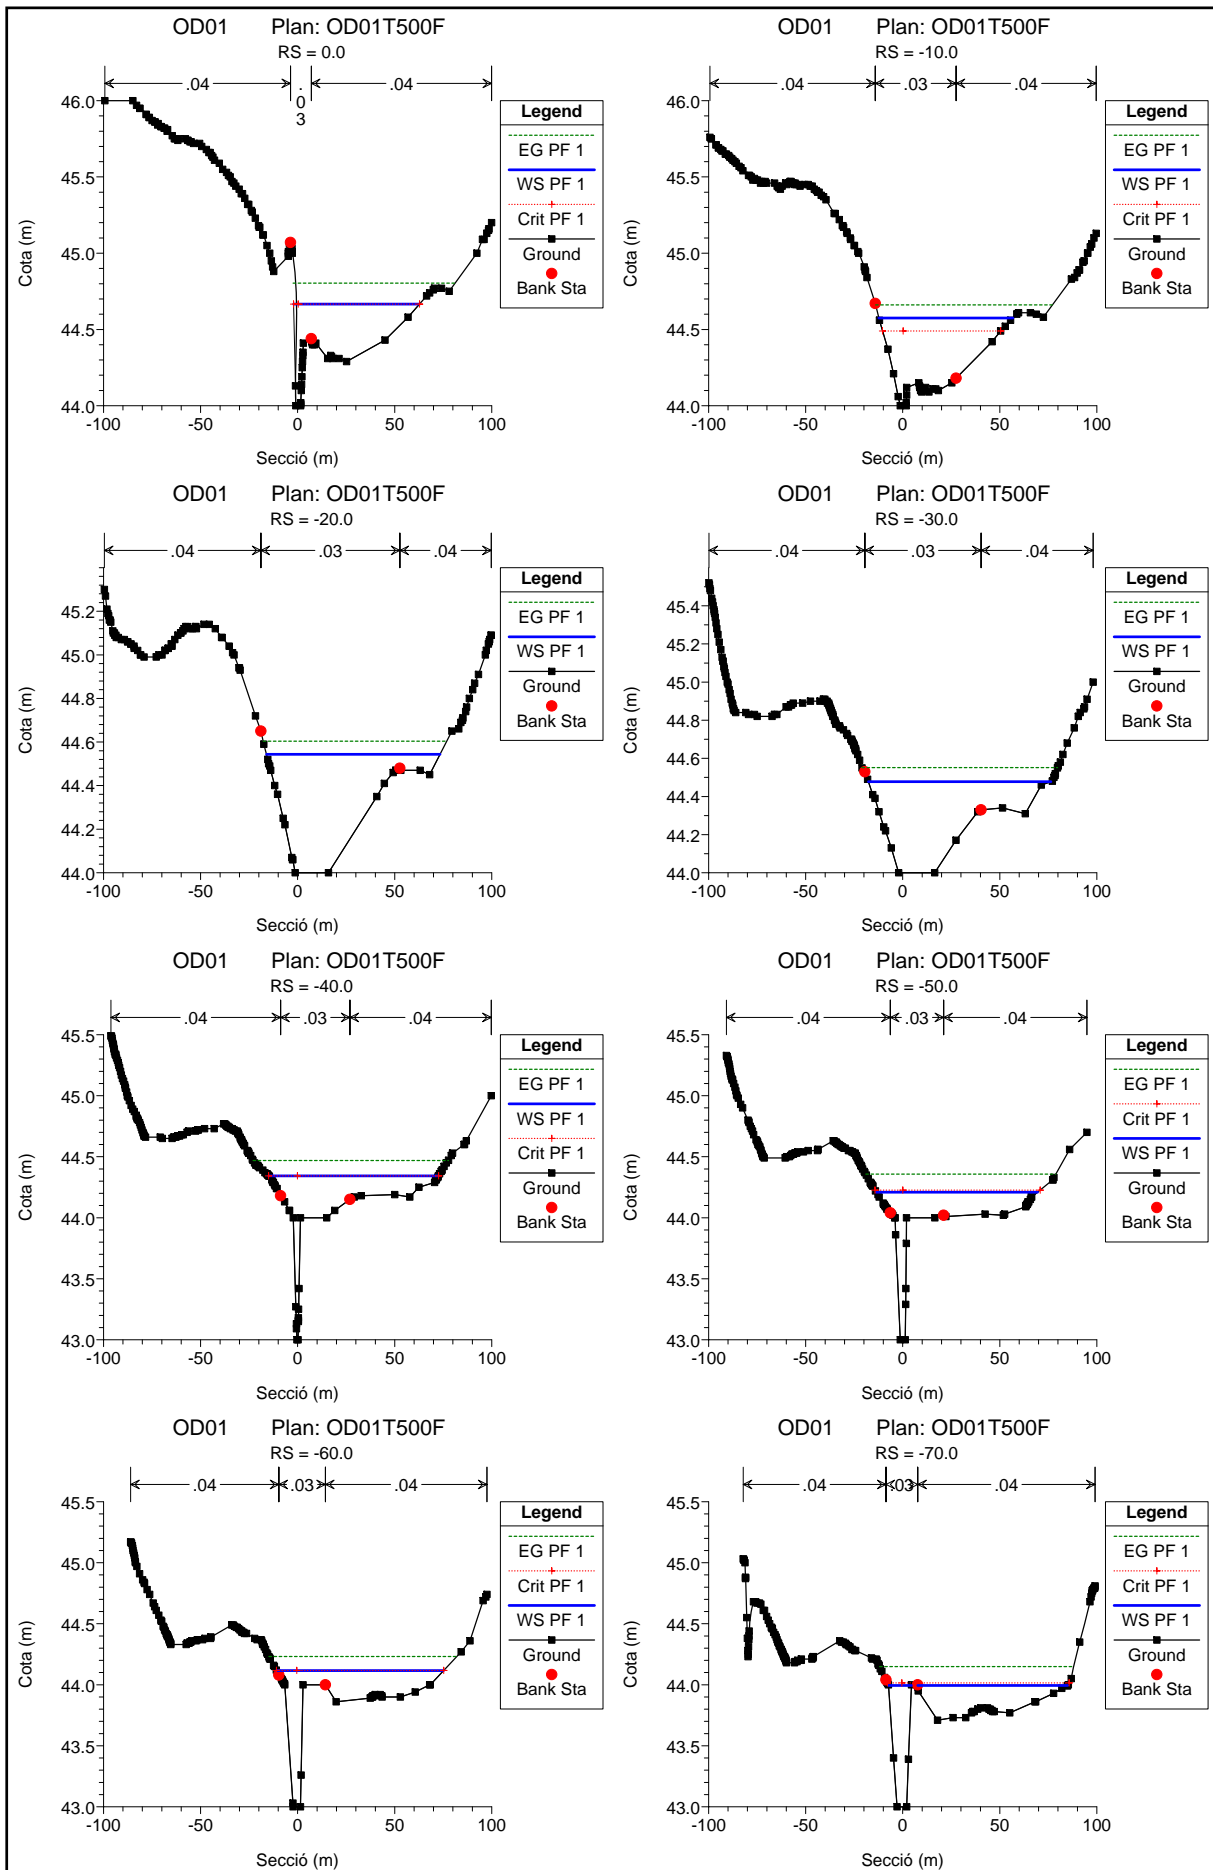 OD01 Plan: OD01T500F
RS = 0.0
.04 .03 .04
Legend
EG PF 1
WS PF 1
Crit PF 1
Ground
Bank Sta
Cota (m)
46.0
45.5
45.0
44.5
44.0
-100 -50 0 50 100
Secció (m)
OD01 Plan: OD01T500F
RS = -10.0
.04 .03 .04
Legend
EG PF 1
WS PF 1
Crit PF 1
Ground
Bank Sta
Cota (m)
46.0
45.5
45.0
44.5
44.0
-100 -50 0 50 100
Secció (m)
OD01 Plan: OD01T500F
RS = -20.0
.04 .03 .04
Legend
EG PF 1
WS PF 1
Ground
Bank Sta
Cota (m)
45.2
45.0
44.8
44.6
44.4
44.2
44.0
-100 -50 0 50 100
Secció (m)
OD01 Plan: OD01T500F
RS = -30.0
.04 .03 .04
Legend
EG PF 1
WS PF 1
Ground
Bank Sta
Cota (m)
45.4
45.2
45.0
44.8
44.6
44.4
44.2
44.0
-100 -50 0 50 100
Secció (m)
OD01 Plan: OD01T500F
RS = -40.0
.04 .03 .04
Legend
EG PF 1
WS PF 1
Crit PF 1
Ground
Bank Sta
Cota (m)
45.5
45.0
44.5
44.0
43.5
43.0
-100 -50 0 50 100
Secció (m)
OD01 Plan: OD01T500F
RS = -50.0
.04 .03 .04
Legend
EG PF 1
Crit PF 1
WS PF 1
Ground
Bank Sta
Cota (m)
45.5
45.0
44.5
44.0
43.5
43.0
-100 -50 0 50 100
Secció (m)
OD01 Plan: OD01T500F
RS = -60.0
.04 .03 .04
Legend
EG PF 1
Crit PF 1
WS PF 1
Ground
Bank Sta
Cota (m)
45.5
45.0
44.5
44.0
43.5
43.0
-100 -50 0 50 100
Secció (m)
OD01 Plan: OD01T500F
RS = -70.0
.04 .03 .04
Legend
EG PF 1
Crit PF 1
WS PF 1
Ground
Bank Sta
Cota (m)
45.5
45.0
44.5
44.0
43.5
43.0
-100 -50 0 50 100
Secció (m)